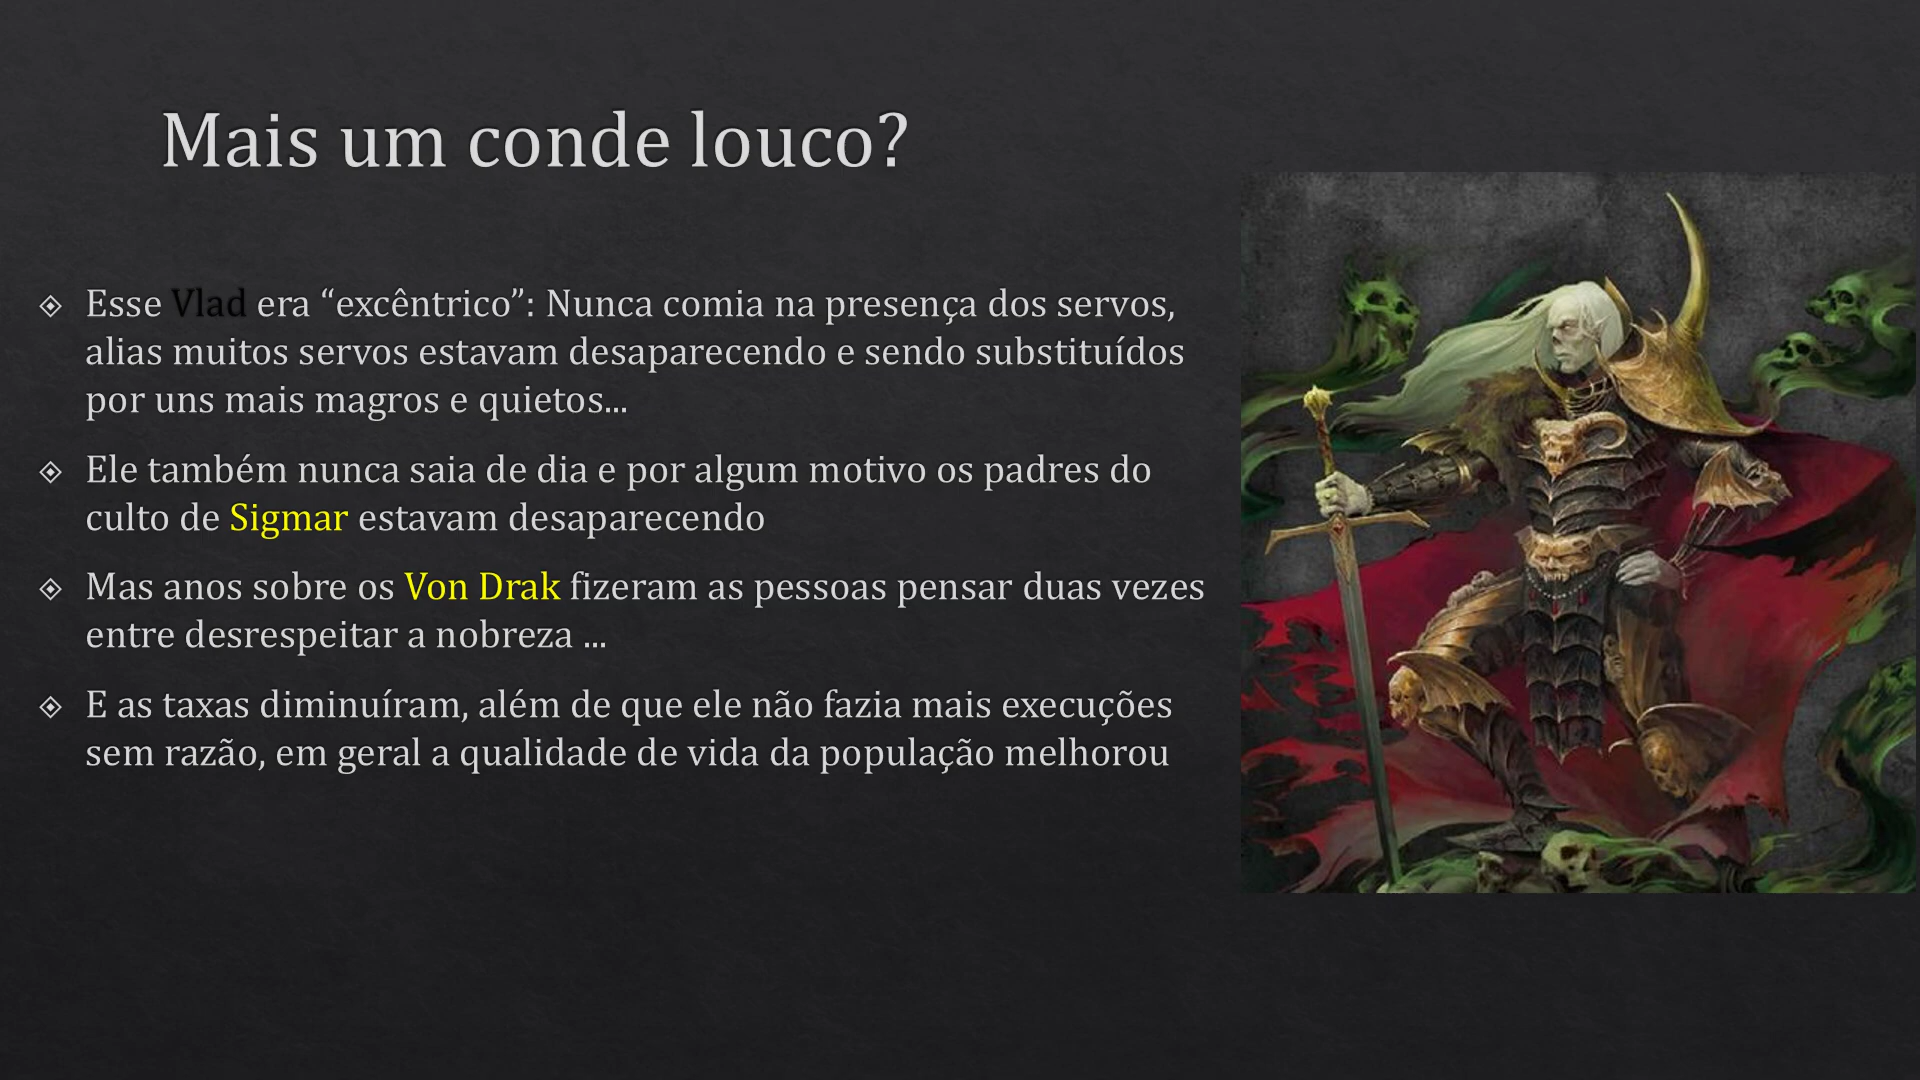 Mais um conde louco?
Esse Vlad era “excêntrico”: Nunca comia na presença dos servos,
alias muitos servos estavam desaparecendo e sendo substituídos
por uns mais magros e quietos...
Ele também nunca saia de dia e por algum motivo os padres do
culto de Sigmar estavam desaparecendo
Mas anos sobre os Von Drak fizeram as pessoas pensar duas vezes
entre desrespeitar a nobreza ...
E as taxas diminuíram, além de que ele não fazia mais execuções
sem razão, em geral a qualidade de vida da população melhorou